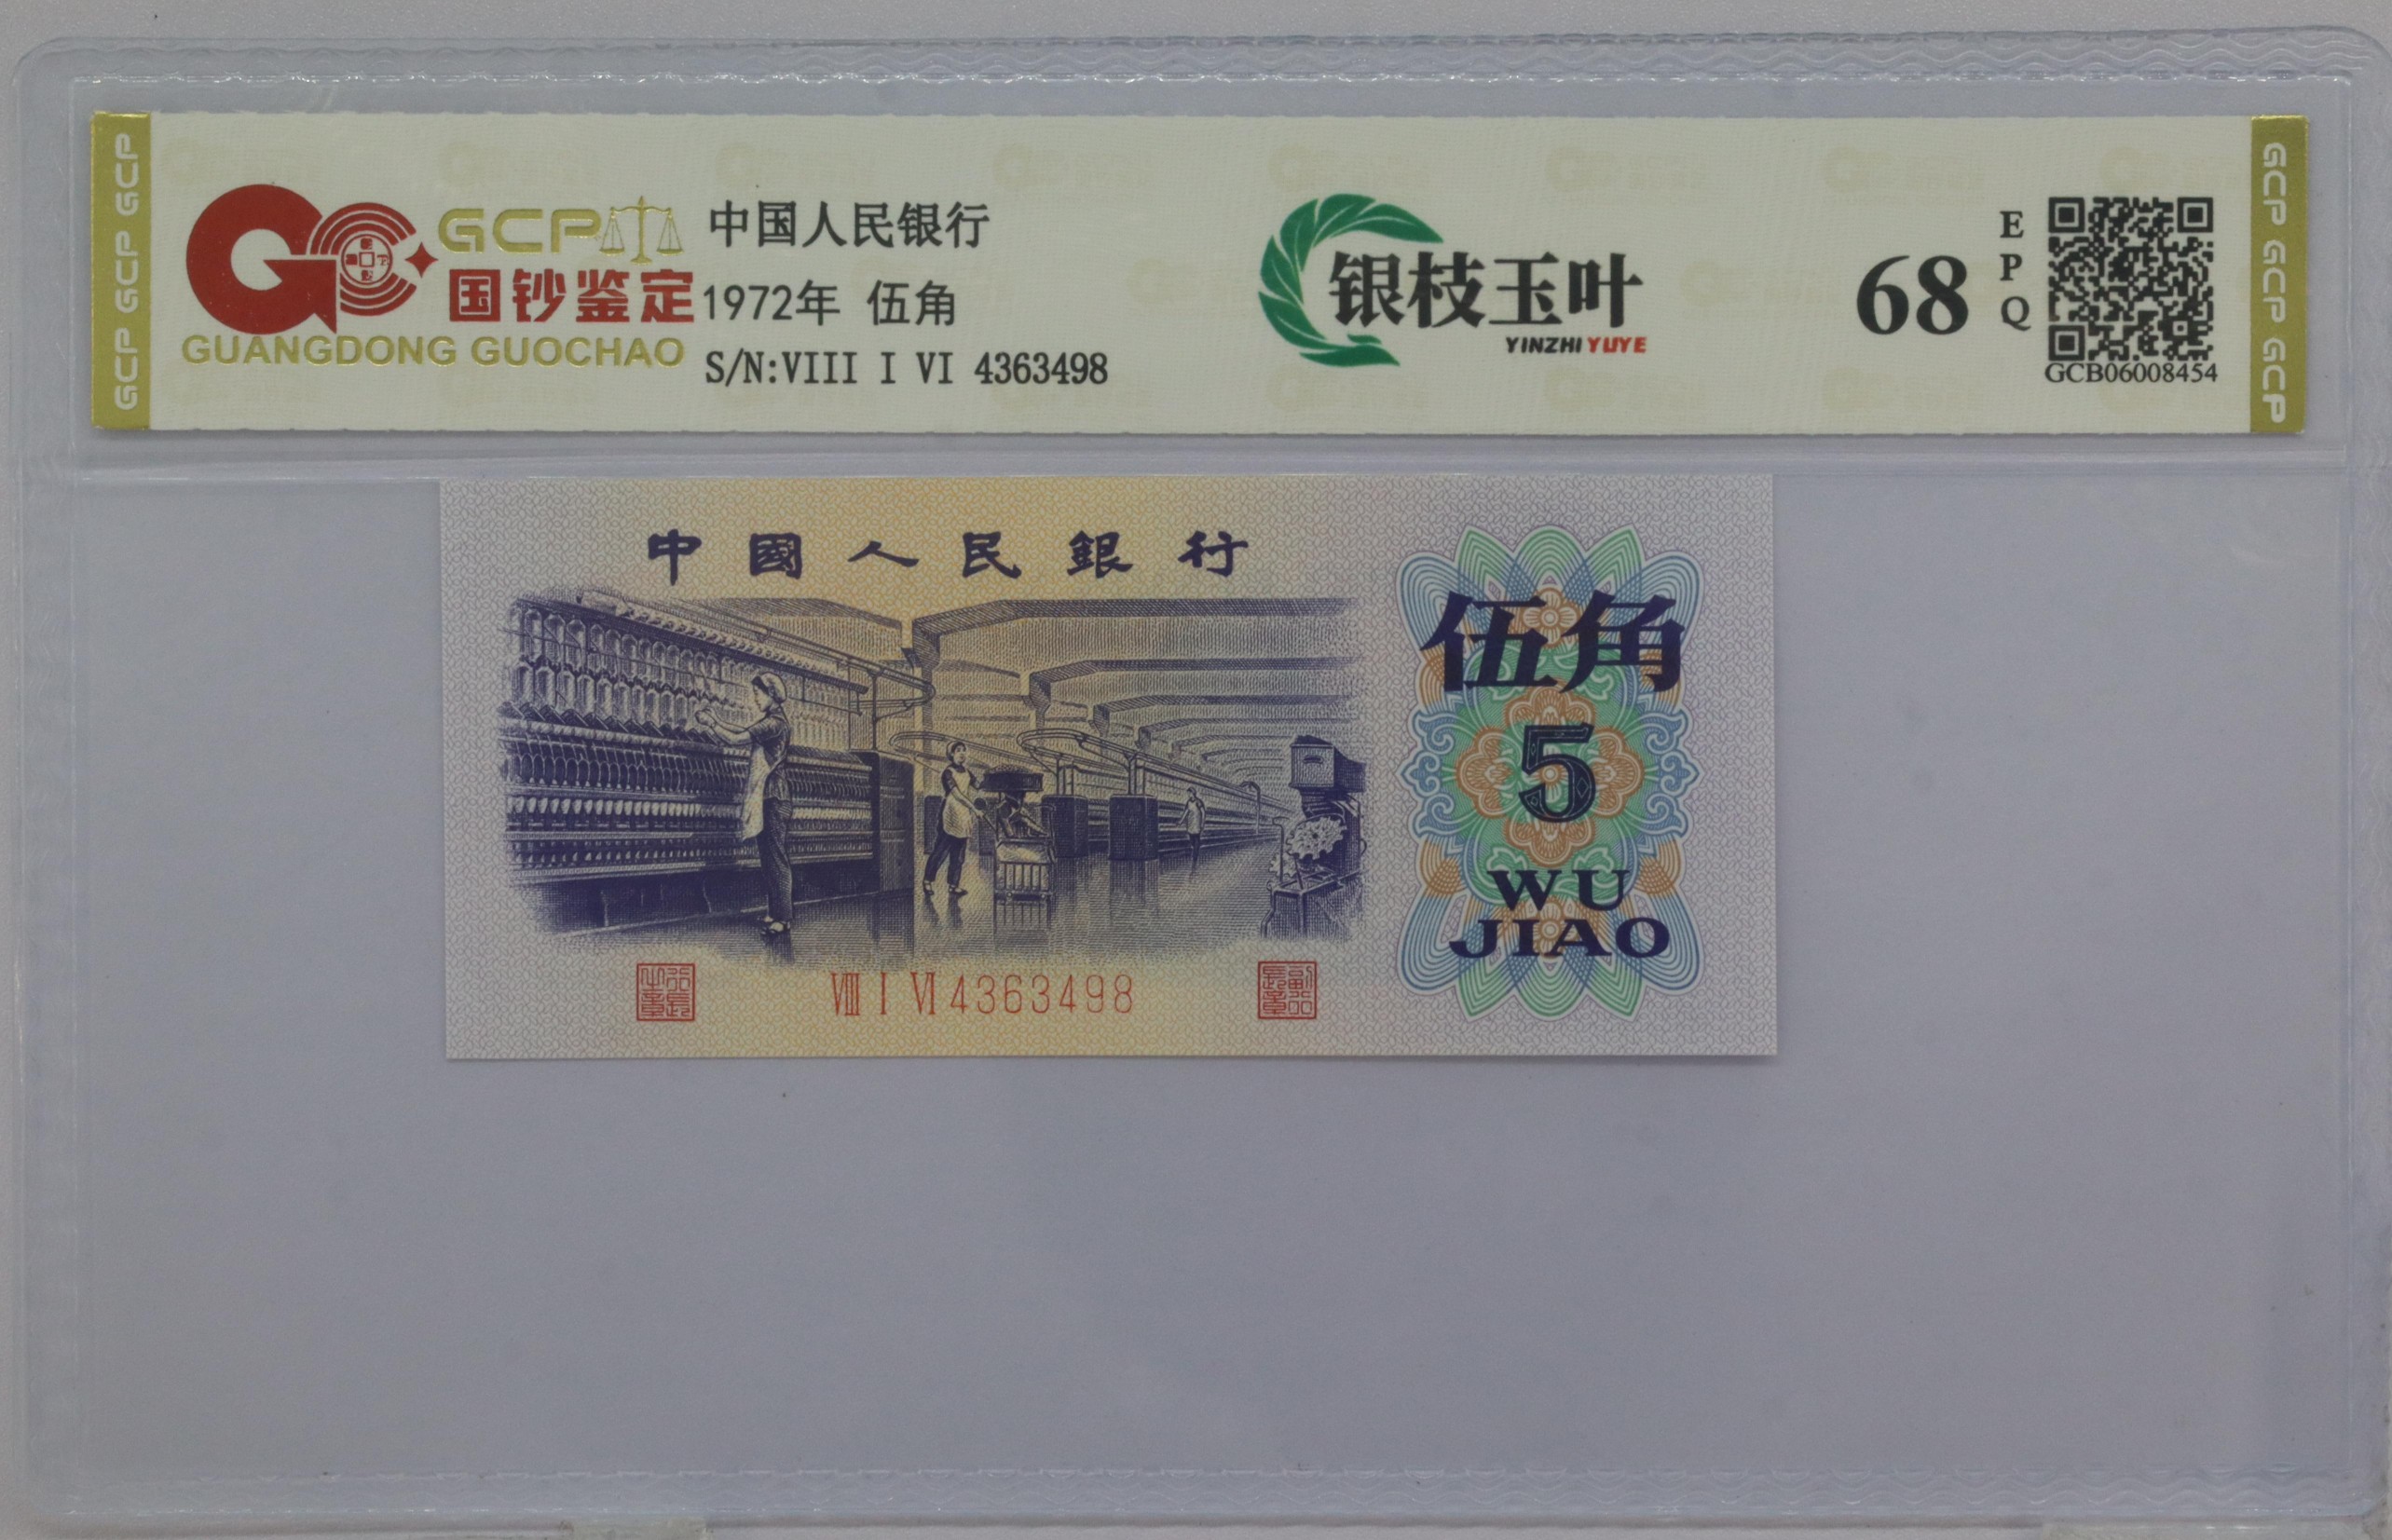 GCP GCP GCP
GCP
国钞鉴定
GUANGDONG GUOCHAO
中国人民银行
1972年 伍角
S/N:VIII I VI 4363498
银枝玉叶
YINZHI YUYE
68
EPQ
GCB06008454
GCP GCP GCP
中國人民銀行
伍角
5
WU
JIAO
VIII I VI 4363498